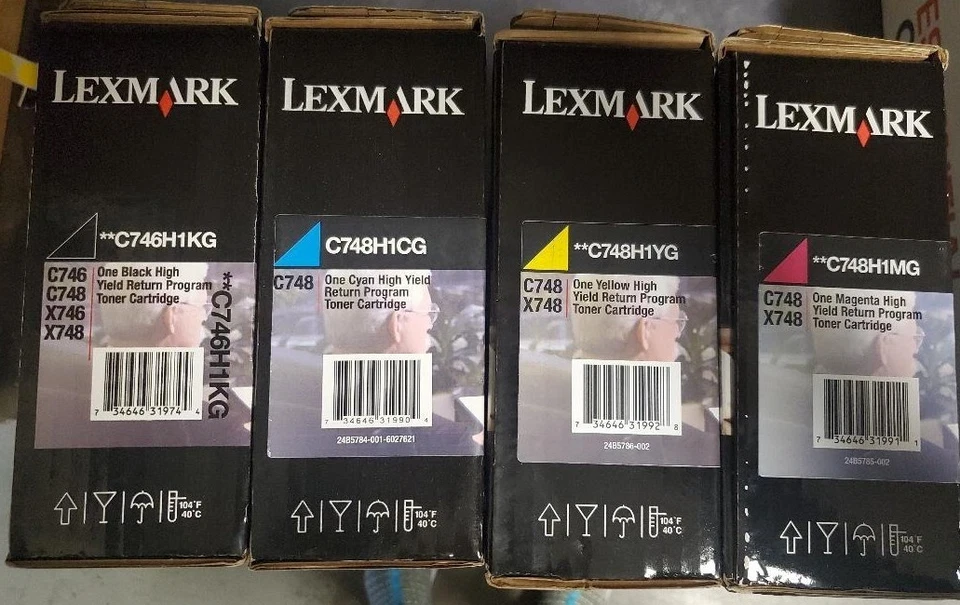 LEXMARK
**C746H1KG
C746
C748
X746
X748
One Black High
Yield Return Program
Toner Cartridge
**C746H1KG
7 34646 31974 4
104°F
40°C
LEXMARK
C748H1CG
C748
One Cyan High Yield
Return Program
Toner Cartridge
7 34646 31990 4
24B5784-001-6027621
104°F
40°C
LEXMARK
**C748H1YG
C748
X748
One Yellow High
Yield Return Program
Toner Cartridge
7 34646 31992 8
24B5786-002
104°F
40°C
LEXMARK
**C748H1MG
C748
X748
One Magenta High
Yield Return Program
Toner Cartridge
7 34646 31991 1
24B5785-002
104°F
40°C